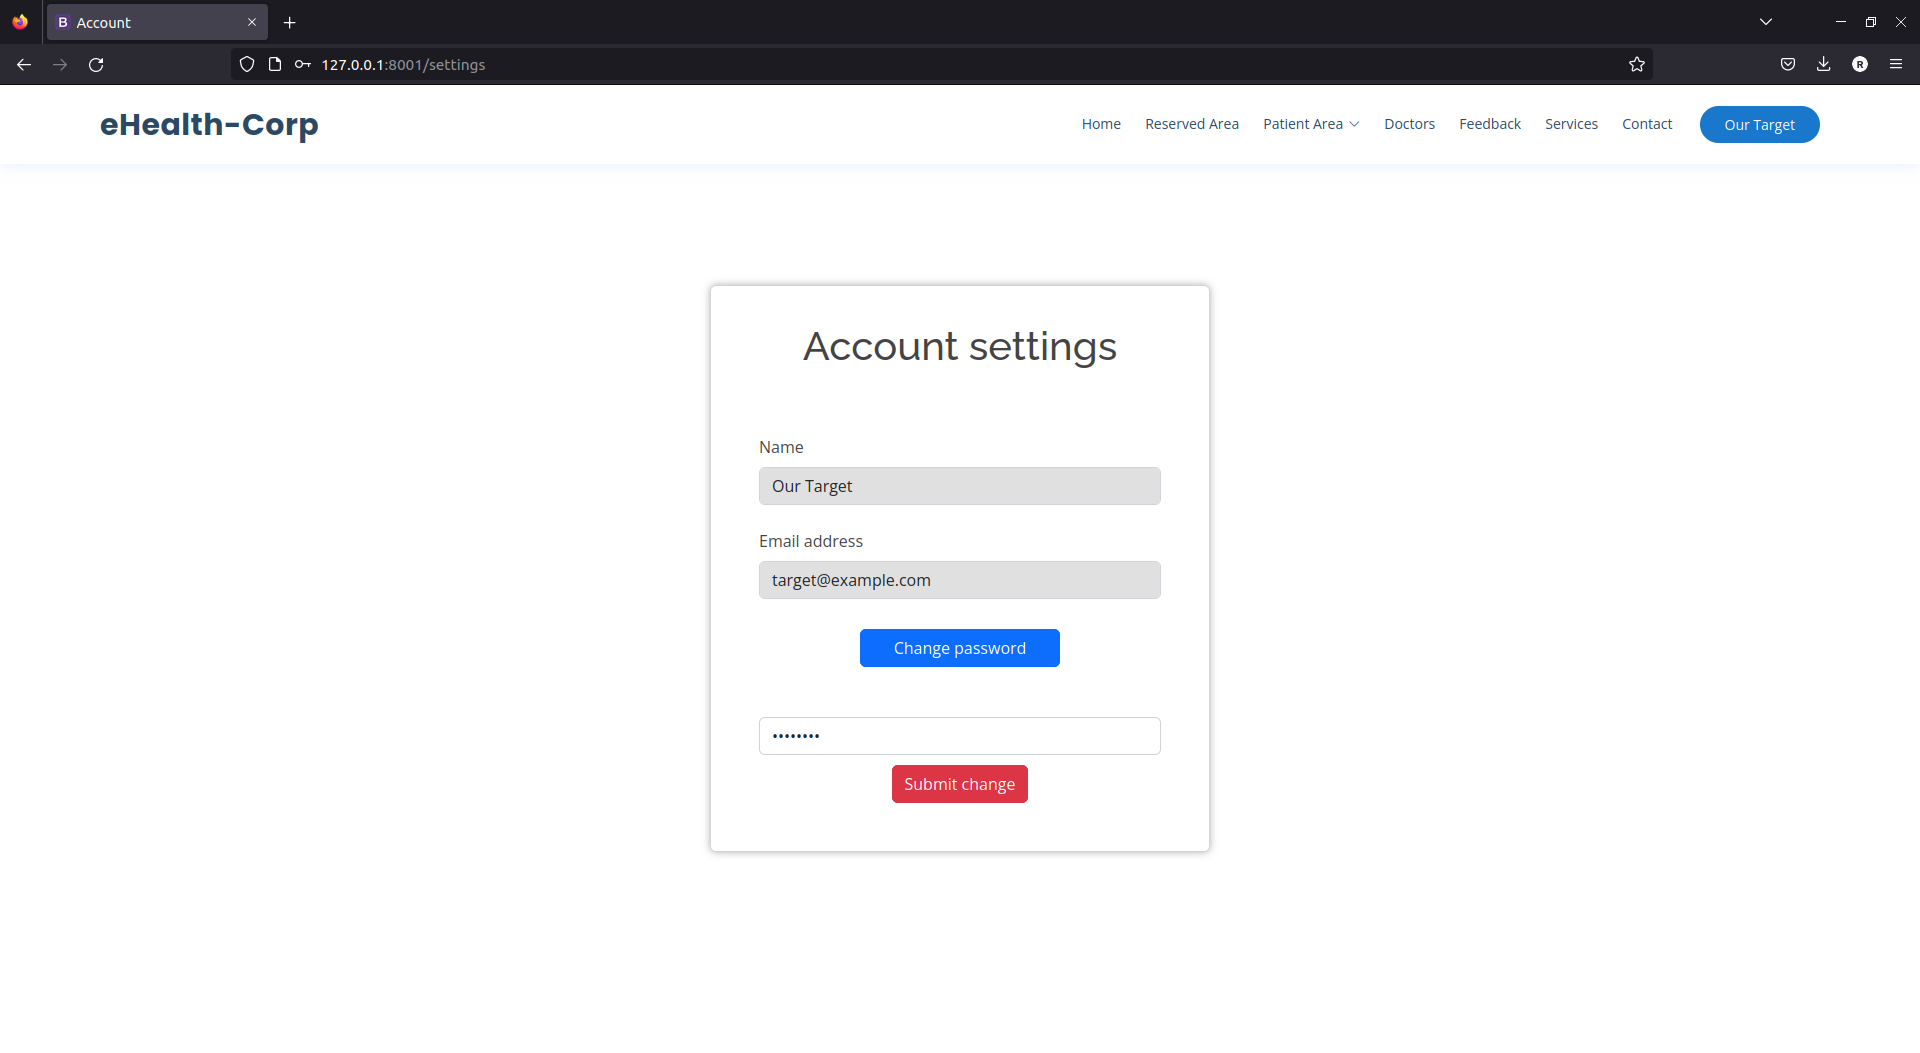 Account
127.0.0.1:8001/settings
eHealth-Corp
Home Reserved Area Patient Area Doctors Feedback Services Contact Our Target
Account settings
Name
Our Target
Email address
target@example.com
Change password
••••••••
Submit change